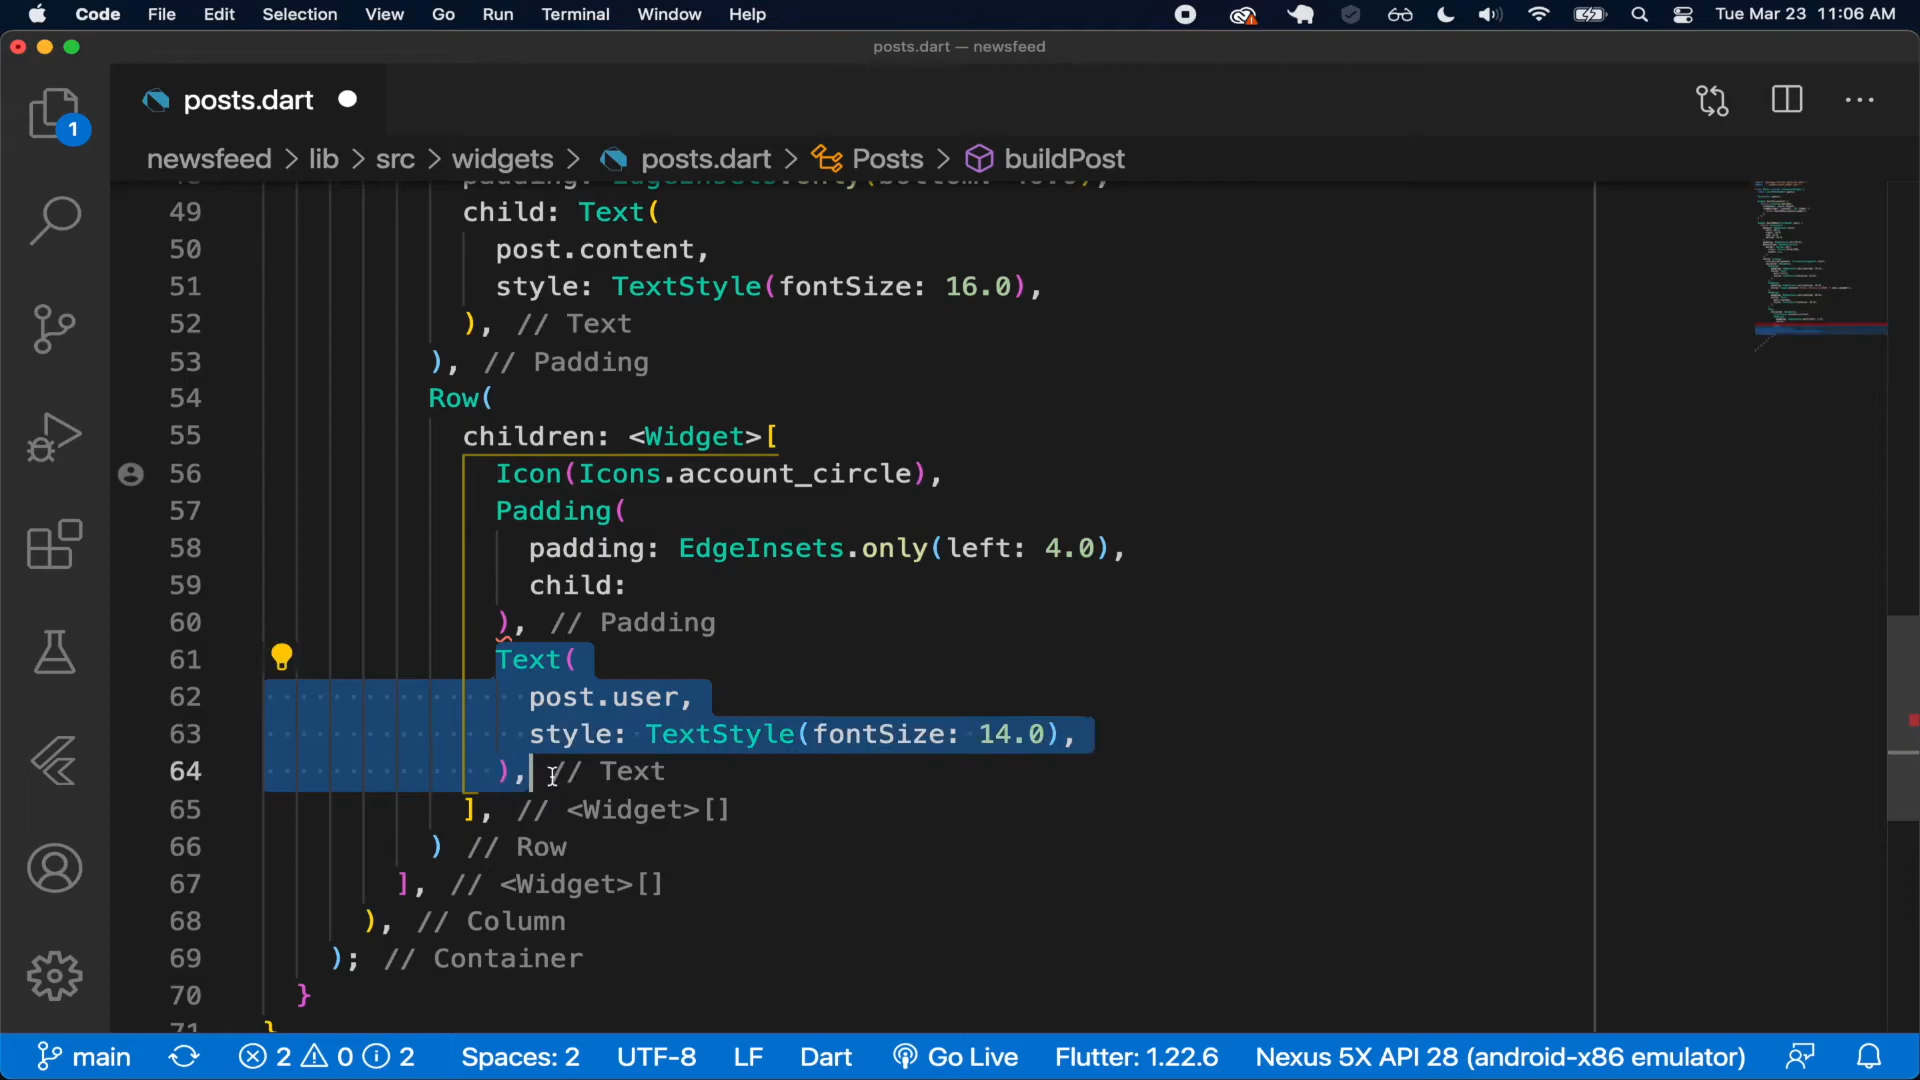 Code File Edit Selection View Go Run Terminal Window Help Tue Mar 23 11:06 AM
posts.dart — newsfeed
posts.dart
1
newsfeed > lib > src > widgets > posts.dart > Posts > buildPost
49 child: Text(
50 post.content,
51 style: TextStyle(fontSize: 16.0),
52 ), // Text
53 ), // Padding
54 Row(
55 children: <Widget>[
56 Icon(Icons.account_circle),
57 Padding(
58 padding: EdgeInsets.only(left: 4.0),
59 child:
60 ), // Padding
61 Text(
62 post.user,
63 style: TextStyle(fontSize: 14.0),
64 ), // Text
65 ], // <Widget>[]
66 ) // Row
67 ], // <Widget>[]
68 ), // Column
69 ); // Container
70 }
71 }
main 2 0 2 Spaces: 2 UTF-8 LF Dart Go Live Flutter: 1.22.6 Nexus 5X API 28 (android-x86 emulator)